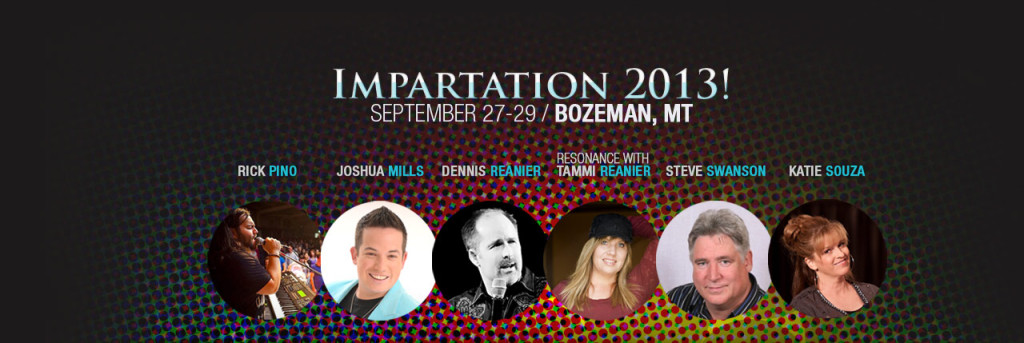 IMPARTATION 2013!
SEPTEMBER 27-29 / BOZEMAN, MT
RICK PINO
JOSHUA MILLS
DENNIS REANIER
RESONANCE WITH
TAMMI REANIER
STEVE SWANSON
KATIE SOUZA